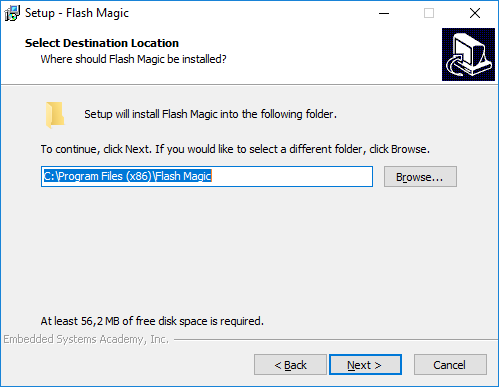 Setup - Flash Magic
Select Destination Location
Where should Flash Magic be installed?
Setup will install Flash Magic into the following folder.
To continue, click Next. If you would like to select a different folder, click Browse.
C:\Program Files (x86)\Flash Magic
Browse...
At least 56,2 MB of free disk space is required.
Embedded Systems Academy, Inc.
< Back
Next >
Cancel